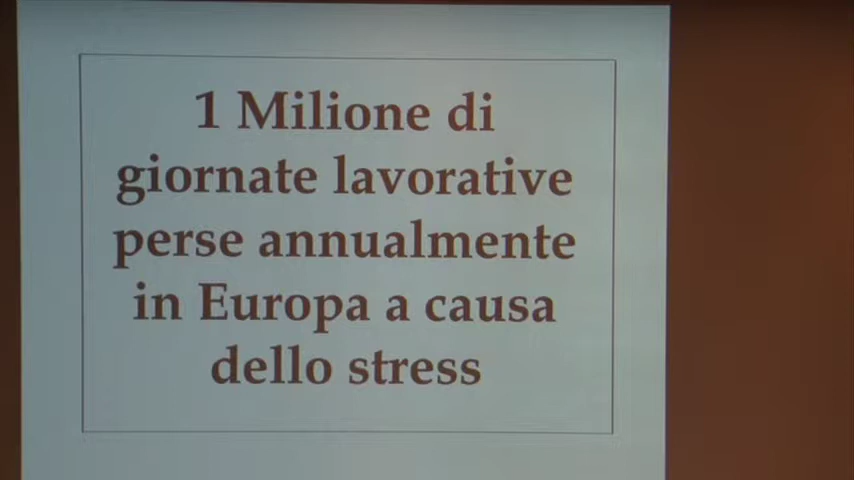 1 Milione di
giornate lavorative
perse annualmente
in Europa a causa
dello stress